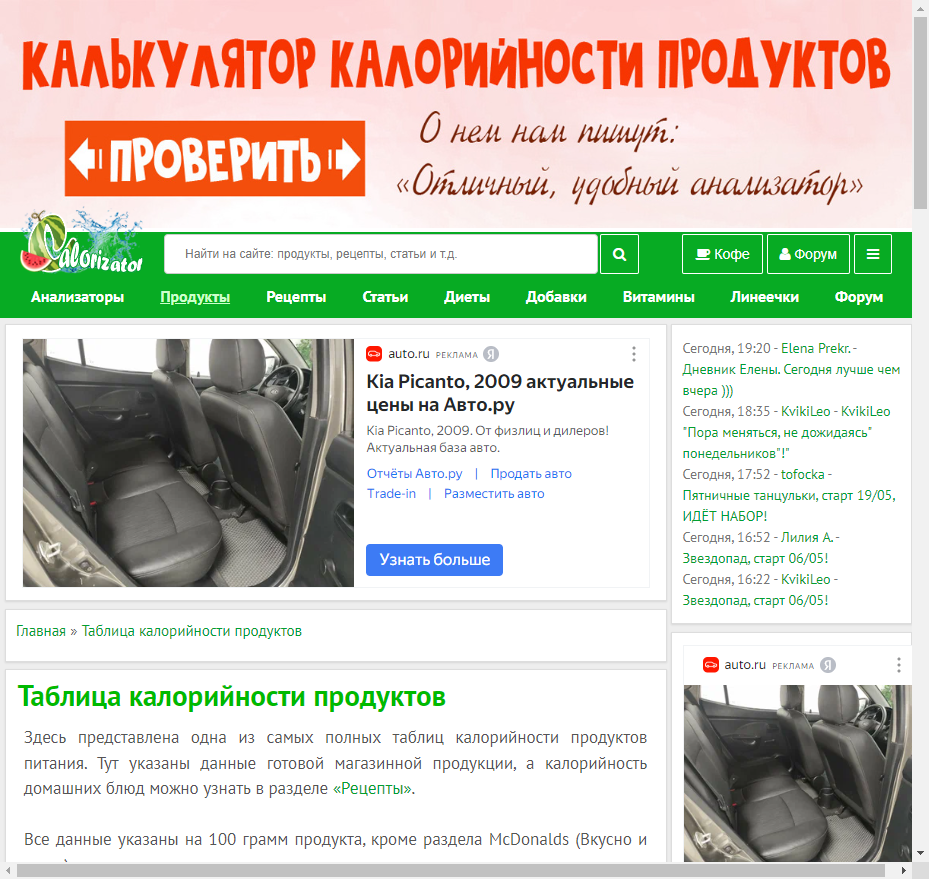 КАЛЬКУЛЯТОР КАЛОРИЙНОСТИ ПРОДУКТОВ
ПРОВЕРИТЬ
О нем нам пишут:
«Отличный, удобный анализатор»
Calorizator
Найти на сайте: продукты, рецепты, статьи и т.д.
Кофе
Форум
Анализаторы Продукты Рецепты Статьи Диеты Добавки Витамины Линеечки Форум
auto.ru РЕКЛАМА Я
Kia Picanto, 2009 актуальные
цены на Авто.ру
Kia Picanto, 2009. От физлиц и дилеров!
Актуальная база авто.
Отчёты Авто.ру | Продать авто
Trade-in | Разместить авто
Узнать больше
Главная » Таблица калорийности продуктов
Таблица калорийности продуктов
Здесь представлена одна из самых полных таблиц калорийности продуктов
питания. Тут указаны данные готовой магазинной продукции, а калорийность
домашних блюд можно узнать в разделе «Рецепты».
Все данные указаны на 100 грамм продукта, кроме раздела McDonalds (Вкусно и
Сегодня, 19:20 - Elena Prekr. -
Дневник Елены. Сегодня лучше чем
вчера )))
Сегодня, 18:35 - KvikiLeo - KvikiLeo
"Пора меняться, не дожидаясь"
понедельников"!"
Сегодня, 17:52 - tofocka -
Пятничные танцульки, старт 19/05,
ИДЁТ НАБОР!
Сегодня, 16:52 - Лилия А. -
Звездопад, старт 06/05!
Сегодня, 16:22 - KvikiLeo -
Звездопад, старт 06/05!
auto.ru РЕКЛАМА Я